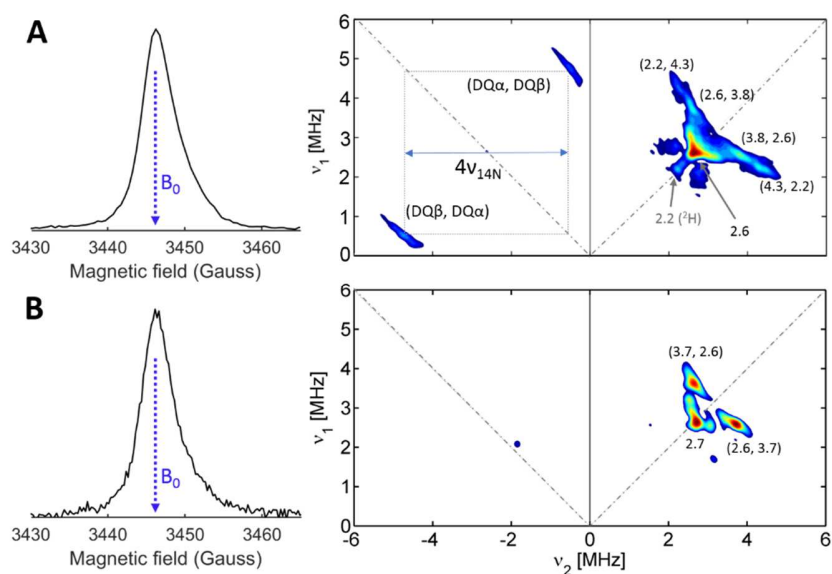 A
B₀
3430 3440 3450 3460
Magnetic field (Gauss)
6
5
4
3
2
1
0
ν₁ [MHz]
(DQα, DQβ)
4ν₁₄N
(DQβ, DQα)
(2.2, 4.3)
(2.6, 3.8)
(3.8, 2.6)
(4.3, 2.2)
2.2 (²H)
2.6
B
B₀
3430 3440 3450 3460
Magnetic field (Gauss)
6
5
4
3
2
1
0
ν₁ [MHz]
(3.7, 2.6)
2.7
(2.6, 3.7)
-6 -4 -2 0 2 4 6
ν₂ [MHz]